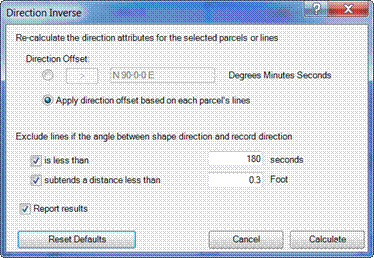 Direction Inverse
Re-calculate the direction attributes for the selected parcels or lines
Direction Offset:
> N 90-0-0 E Degrees Minutes Seconds
Apply direction offset based on each parcel's lines
Exclude lines if the angle between shape direction and record direction
is less than 180 seconds
subtends a distance less than 0.3 Foot
Report results
Reset Defaults Cancel Calculate